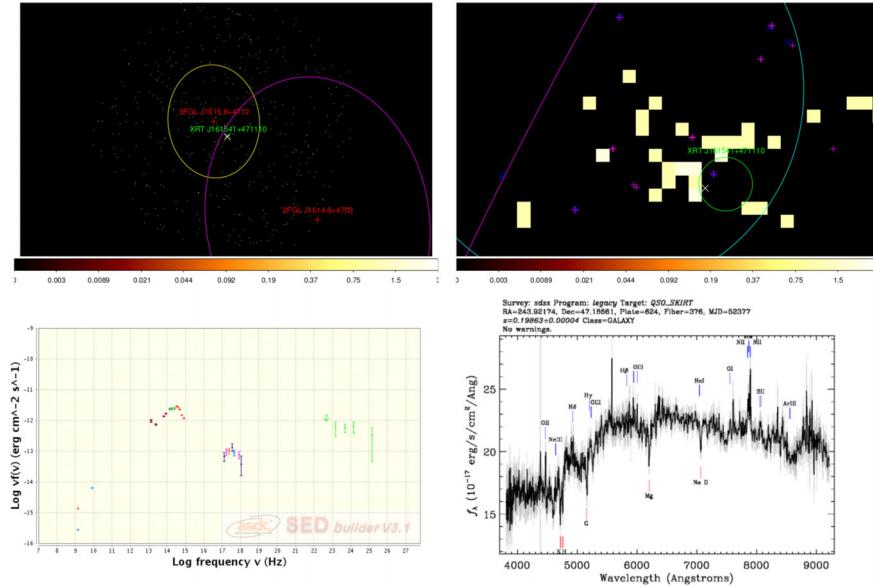 3FGL J1615.8+4712
XRT J161541+471110
2FGL J1614.8+4703
0.003 0.009 0.021 0.045 0.092 0.19 0.37 0.75 1.5
XRT J161541+471110
0.003 0.0089 0.021 0.044 0.092 0.19 0.37 0.75 1.5
Log νf(ν) (erg cm^-2 s^-1)
-9
-10
-11
-12
-13
-14
-15
-16
7 8 9 10 11 12 13 14 15 16 17 18 19 20 21 22 23 24 25 26 27
Log frequency ν (Hz)
asdc SED builder V3.1
Survey: sdss Program: legacy Target: QSO_SKIRT
RA=243.92174, Dec=47.18661, Plate=624, Fiber=376, MJD=52377
z=0.19863±0.00004 Class=GALAXY
No warnings.
fλ (10⁻¹⁷ erg/s/cm²/Ang)
25
20
15
OII
NeIII
Hδ
Hγ
OIII
Hβ
OIII
HeI
OI
NII
NII
SII
ArIII
K H
G
Mg
Na D
4000 5000 6000 7000 8000 9000
Wavelength (Angstroms)